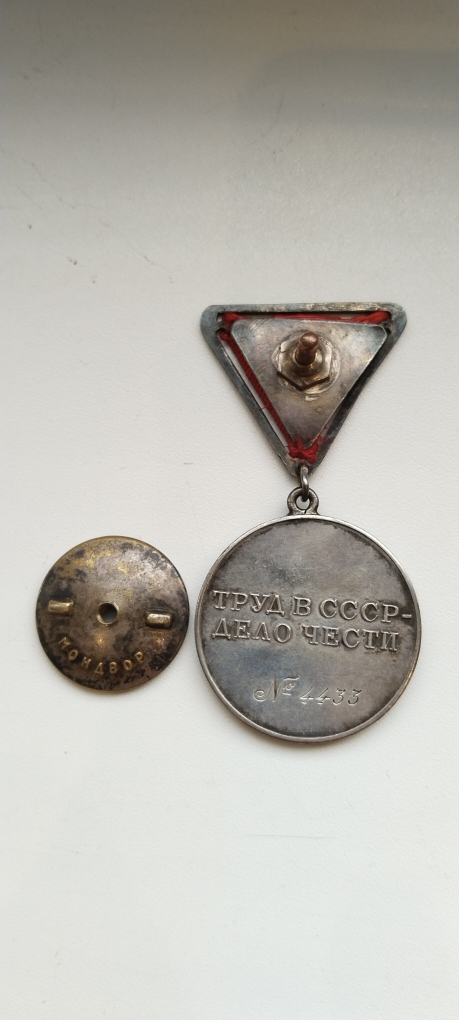 ТРУД В СССР-
ДЕЛО ЧЕСТИ
№ 4433
МОНДВОР